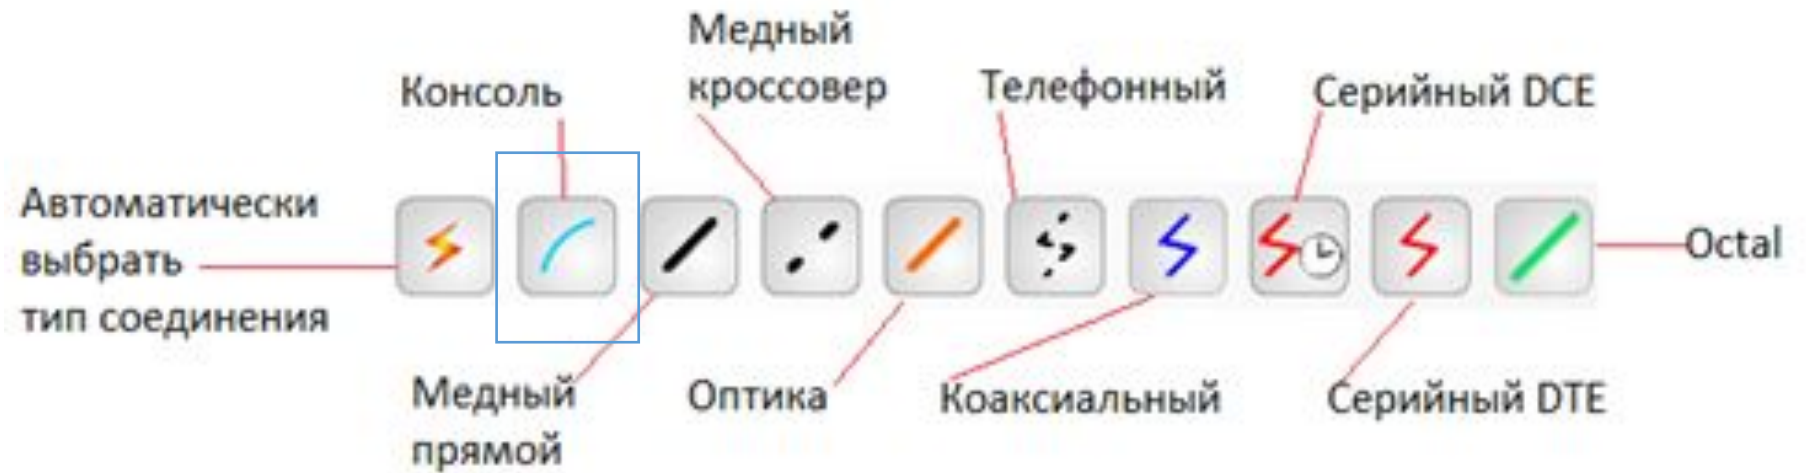 Медный
кроссовер
Консоль
Телефонный
Серийный DCE
Автоматически
выбрать
тип соединения
Octal
Медный
прямой
Оптика
Коаксиальный
Серийный DTE